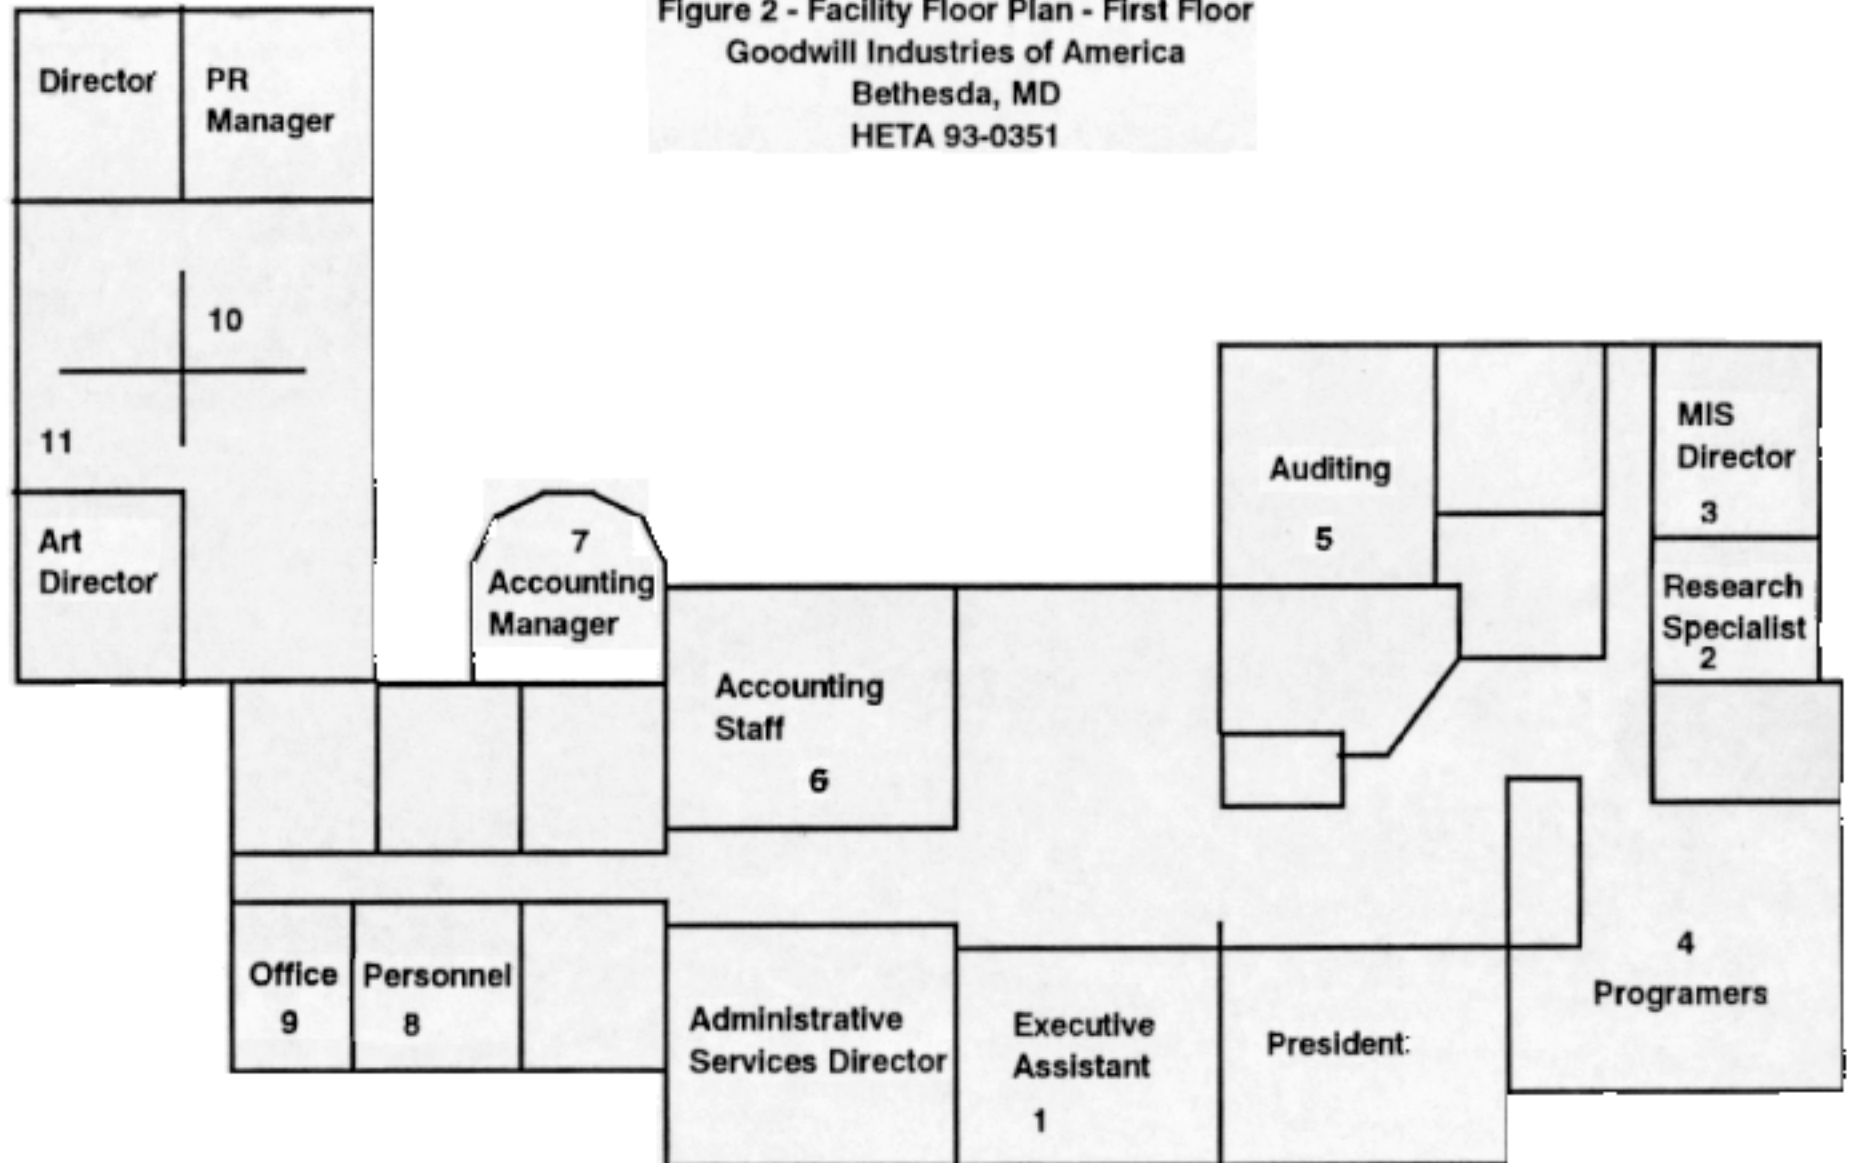 Figure 2 - Facility Floor Plan - First Floor
Goodwill Industries of America
Bethesda, MD
HETA 93-0351
Director
PR
Manager
10
11
Art
Director
7
Accounting
Manager
Accounting
Staff
6
Auditing
5
MIS
Director
3
Research
Specialist
2
4
Programers
Office
9
Personnel
8
Administrative
Services Director
Executive
Assistant
1
President: